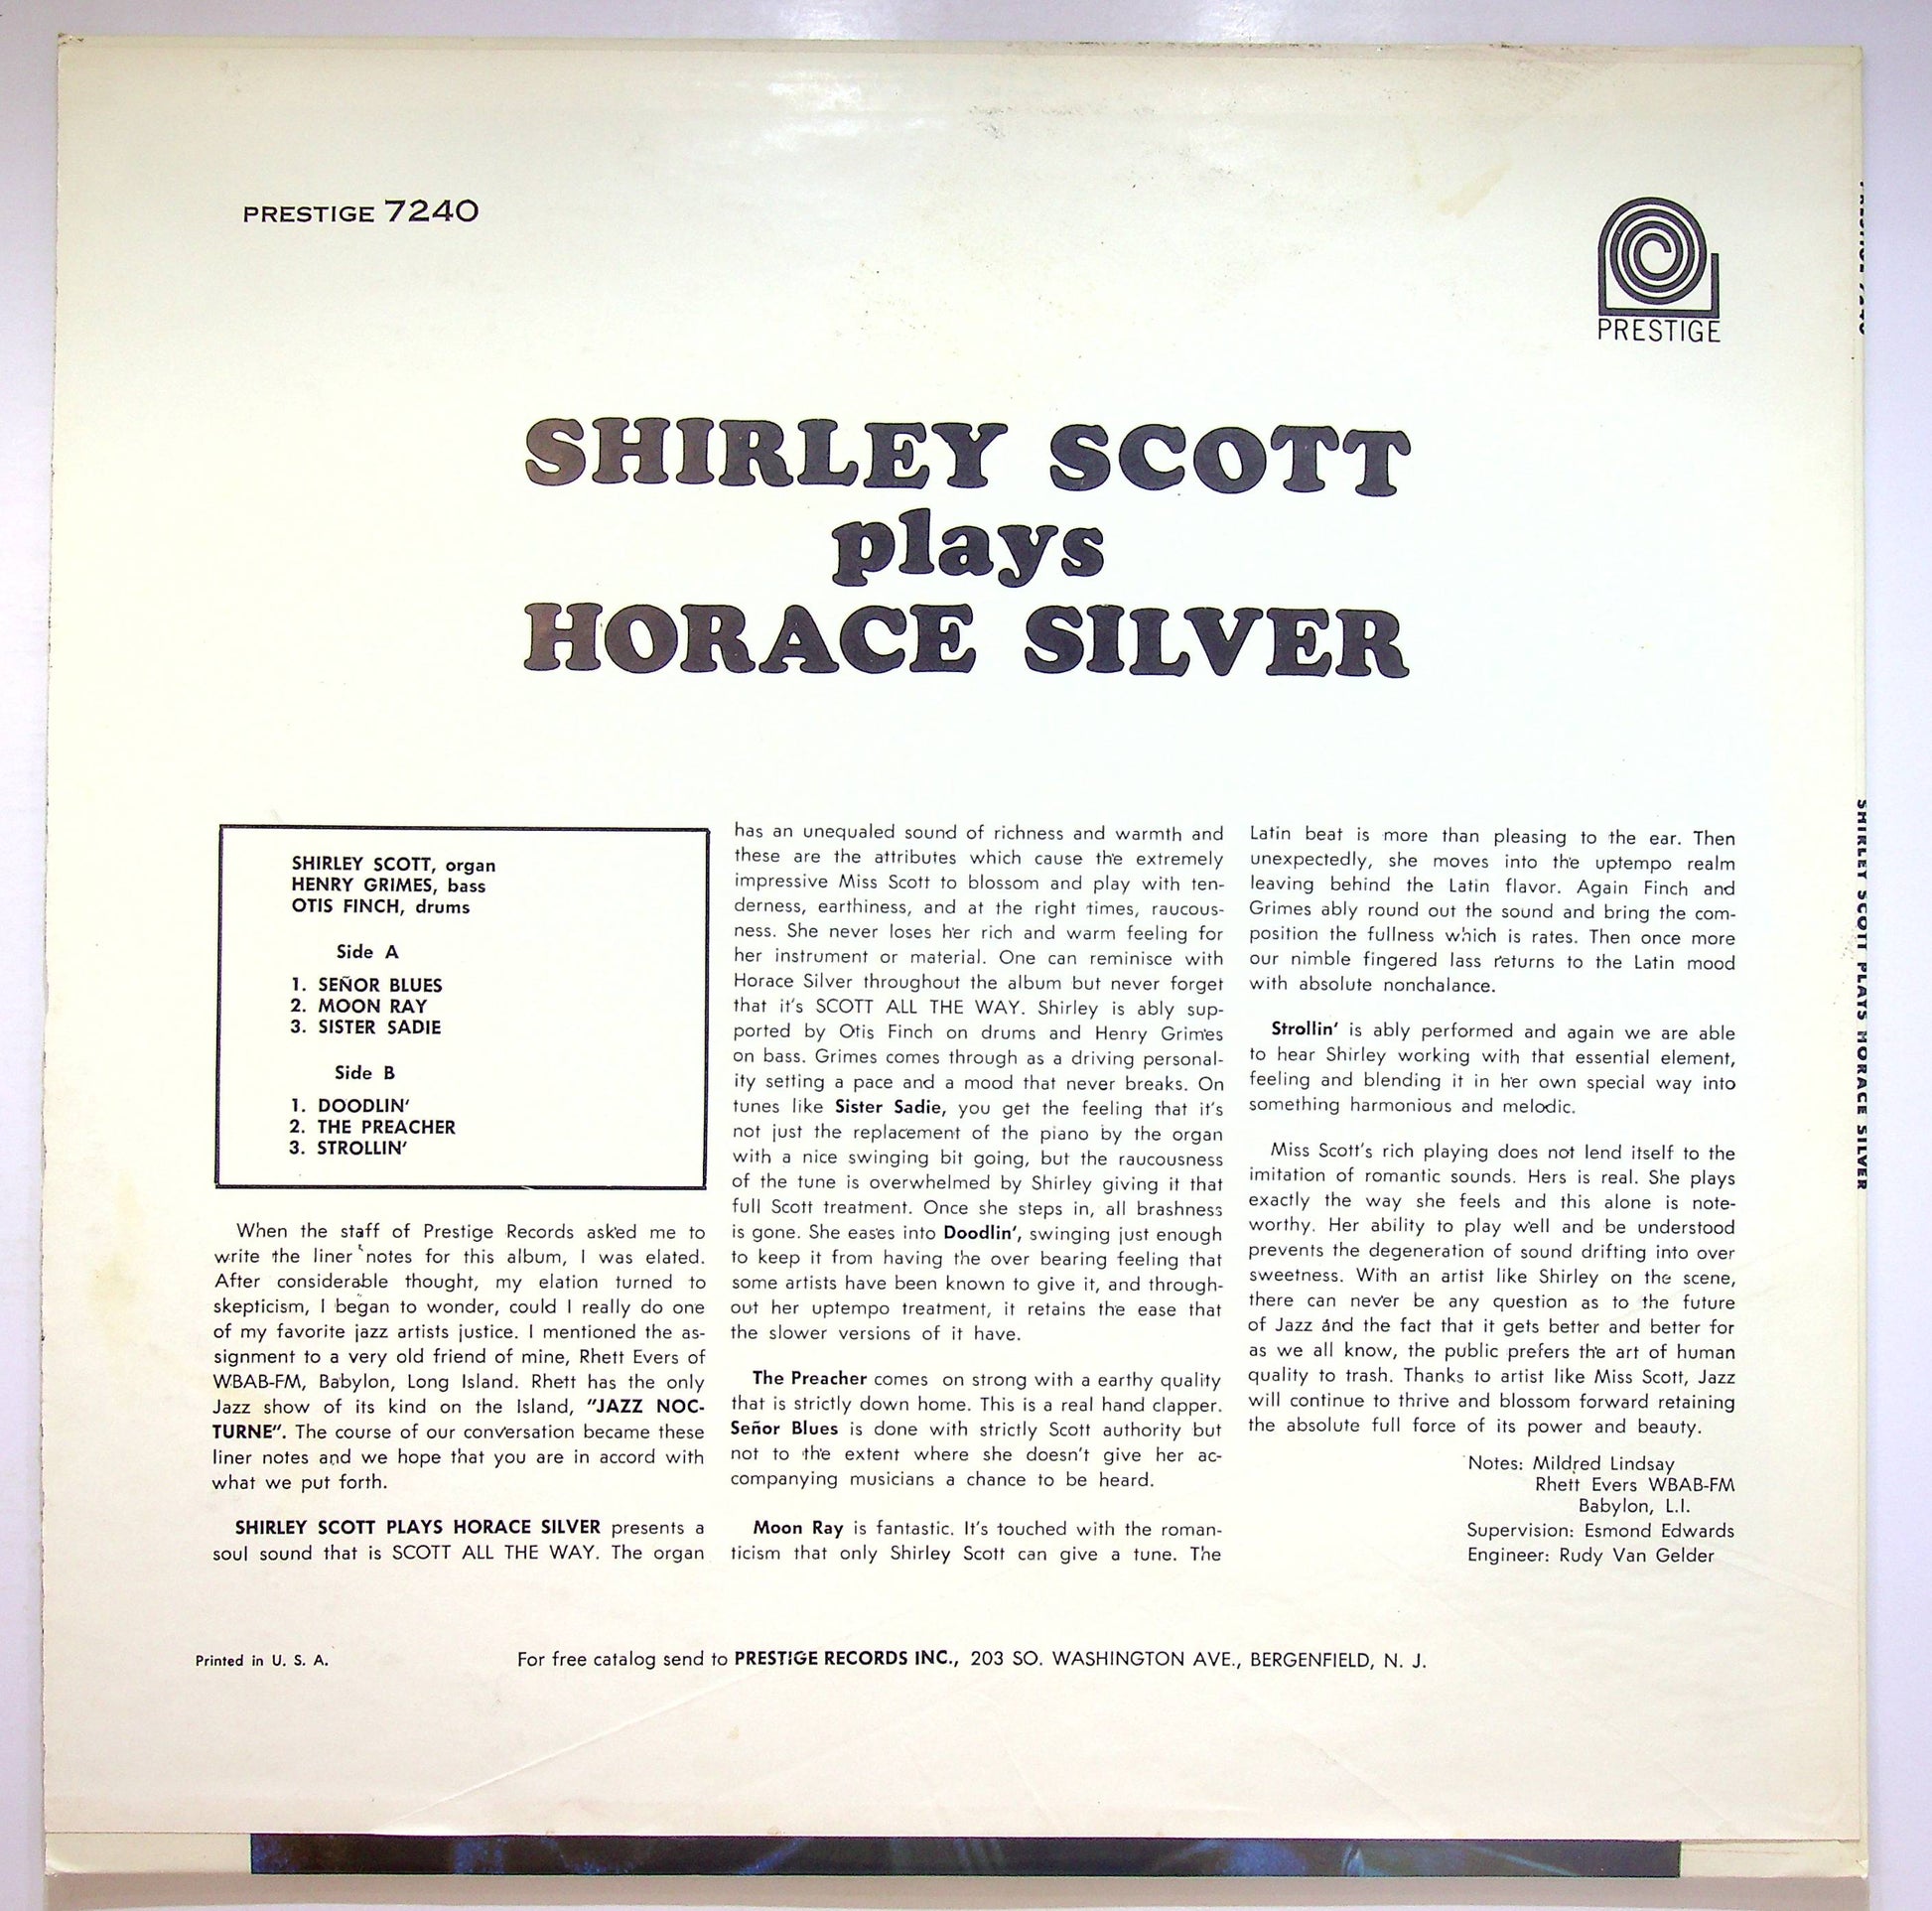 PRESTIGE 7240
PRESTIGE
SHIRLEY SCOTT
plays
HORACE SILVER
SHIRLEY SCOTT, organ
HENRY GRIMES, bass
OTIS FINCH, drums
Side A
1. SEÑOR BLUES
2. MOON RAY
3. SISTER SADIE
Side B
1. DOODLIN'
2. THE PREACHER
3. STROLLIN'
When the staff of Prestige Records asked me to
write the liner notes for this album, I was elated.
After considerable thought, my elation turned to
skepticism, I began to wonder, could I really do one
of my favorite jazz artists justice. I mentioned the as-
signment to a very old friend of mine, Rhett Evers of
WBAB-FM, Babylon, Long Island. Rhett has the only
Jazz show of its kind on the Island, "JAZZ NOC-
TURNE". The course of our conversation became these
liner notes and we hope that you are in accord with
what we put forth.
SHIRLEY SCOTT PLAYS HORACE SILVER presents a
soul sound that is SCOTT ALL THE WAY. The organ
has an unequaled sound of richness and warmth and
these are the attributes which cause the extremely
impressive Miss Scott to blossom and play with ten-
derness, earthiness, and at the right times, raucous-
ness. She never loses her rich and warm feeling for
her instrument or material. One can reminisce with
Horace Silver throughout the album but never forget
that it's SCOTT ALL THE WAY. Shirley is ably sup-
ported by Otis Finch on drums and Henry Grimes
on bass. Grimes comes through as a driving personal-
ity setting a pace and a mood that never breaks. On
tunes like Sister Sadie, you get the feeling that it's
not just the replacement of the piano by the organ
with a nice swinging bit going, but the raucousness
of the tune is overwhelmed by Shirley giving it that
full Scott treatment. Once she steps in, all brashness
is gone. She eases into Doodlin', swinging just enough
to keep it from having the over bearing feeling that
some artists have been known to give it, and through-
out her uptempo treatment, it retains the ease that
the slower versions of it have.
The Preacher comes on strong with a earthy quality
that is strictly down home. This is a real hand clapper.
Señor Blues is done with strictly Scott authority but
not to the extent where she doesn't give her ac-
companying musicians a chance to be heard.
Moon Ray is fantastic. It's touched with the roman-
ticism that only Shirley Scott can give a tune. The
Latin beat is more than pleasing to the ear. Then
unexpectedly, she moves into the uptempo realm
leaving behind the Latin flavor. Again Finch and
Grimes ably round out the sound and bring the com-
position the fullness which is rates. Then once more
our nimble fingered lass returns to the Latin mood
with absolute nonchalance.
Strollin' is ably performed and again we are able
to hear Shirley working with that essential element,
feeling and blending it in her own special way into
something harmonious and melodic.
Miss Scott's rich playing does not lend itself to the
imitation of romantic sounds. Hers is real. She plays
exactly the way she feels and this alone is note-
worthy. Her ability to play well and be understood
prevents the degeneration of sound drifting into over
sweetness. With an artist like Shirley on the scene,
there can never be any question as to the future
of Jazz and the fact that it gets better and better for
as we all know, the public prefers the art of human
quality to trash. Thanks to artist like Miss Scott, Jazz
will continue to thrive and blossom forward retaining
the absolute full force of its power and beauty.
Notes: Mildred Lindsay
Rhett Evers WBAB-FM
Babylon, L.I.
Supervision: Esmond Edwards
Engineer: Rudy Van Gelder
Printed in U. S. A.
For free catalog send to PRESTIGE RECORDS INC., 203 SO. WASHINGTON AVE., BERGENFIELD, N. J.
PRESTIGE 7240
SHIRLEY SCOTT PLAYS HORACE SILVER